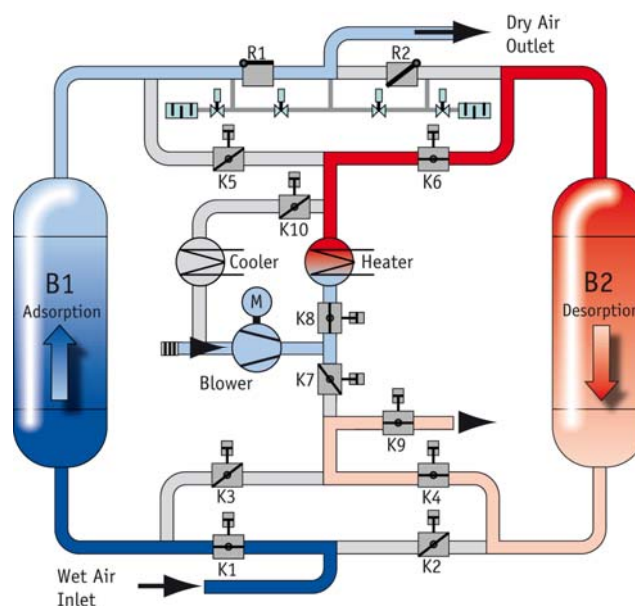 R1
R2
Dry Air
Outlet
K5
K6
K10
Cooler
Heater
B1
Adsorption
B2
Desorption
M
K8
Blower
K7
K9
K3
K4
K1
K2
Wet Air
Inlet